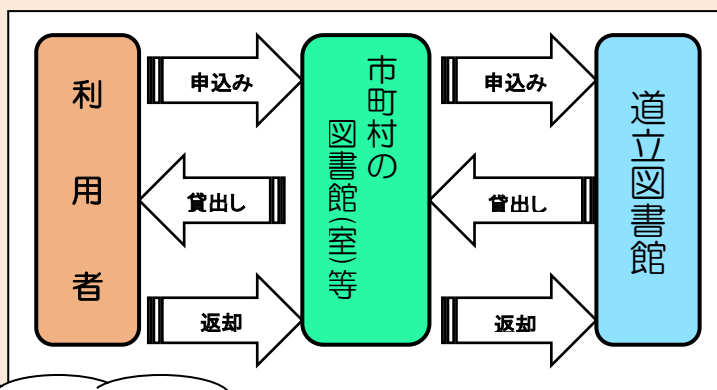 利用者
申込み
貸出し
返却
市町村の
図書館(室)等
申込み
貸出し
返却
道立図書館